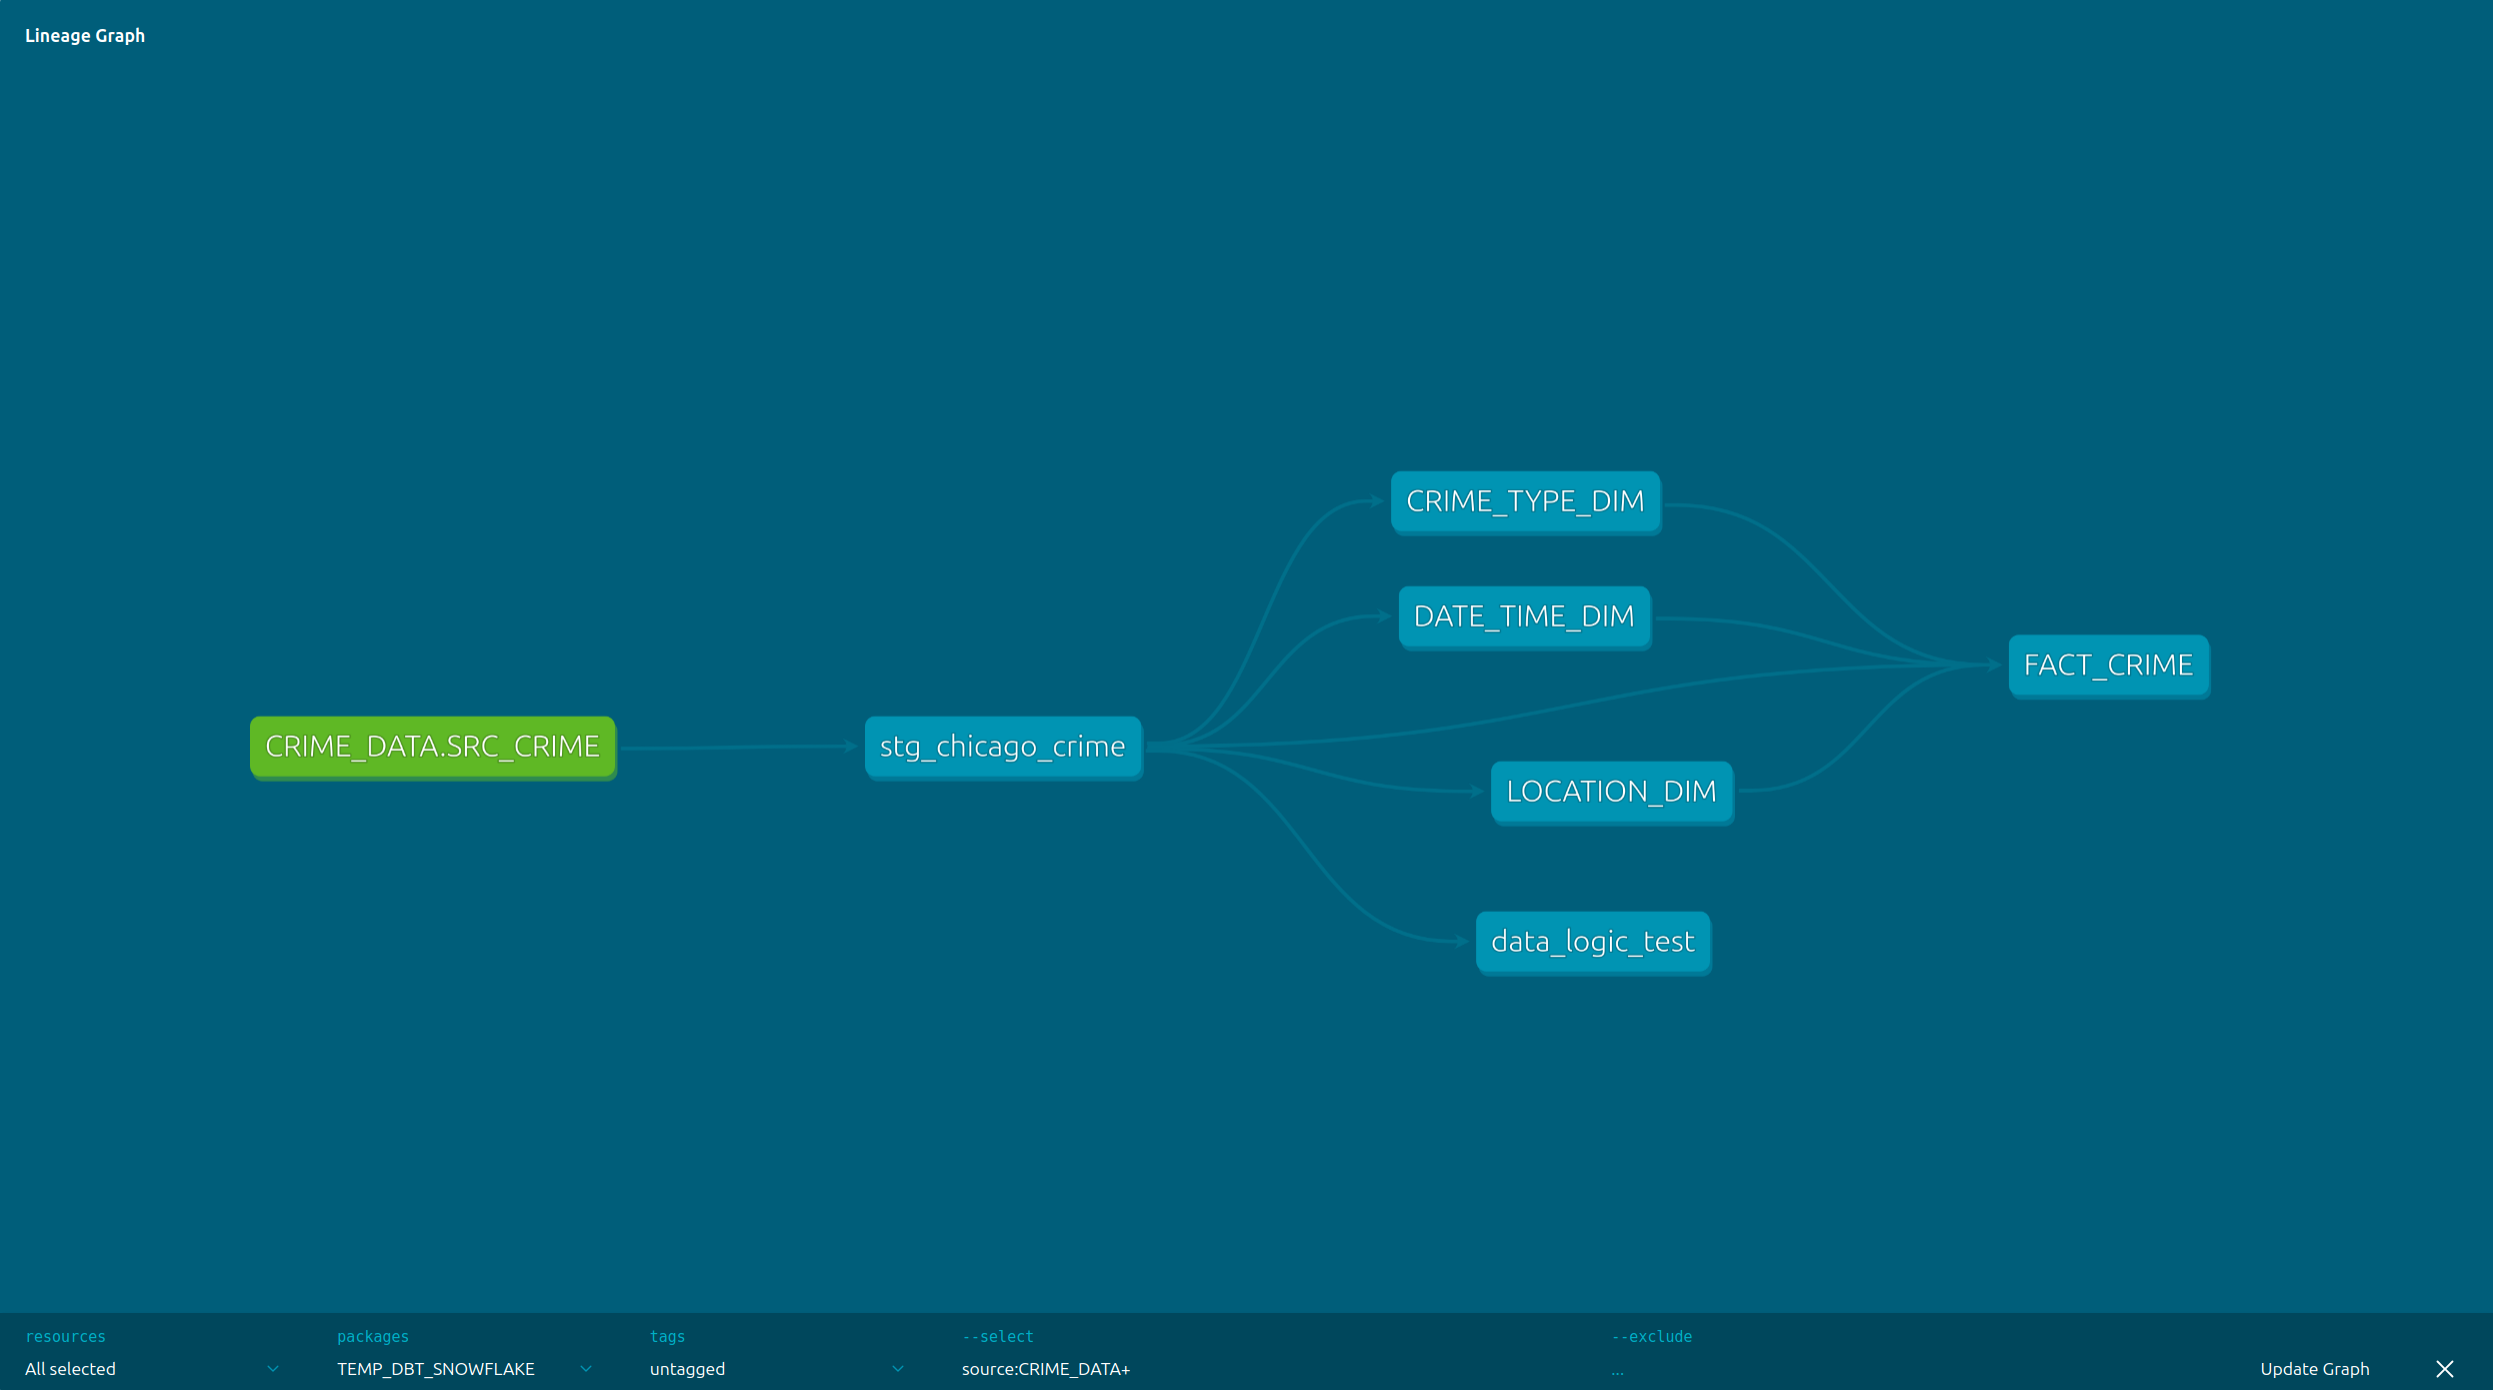 Lineage Graph
CRIME_TYPE_DIM
DATE_TIME_DIM
FACT_CRIME
CRIME_DATA.SRC_CRIME
stg_chicago_crime
LOCATION_DIM
data_logic_test
resources packages tags --select --exclude
All selected TEMP_DBT_SNOWFLAKE untagged source:CRIME_DATA+ ... Update Graph